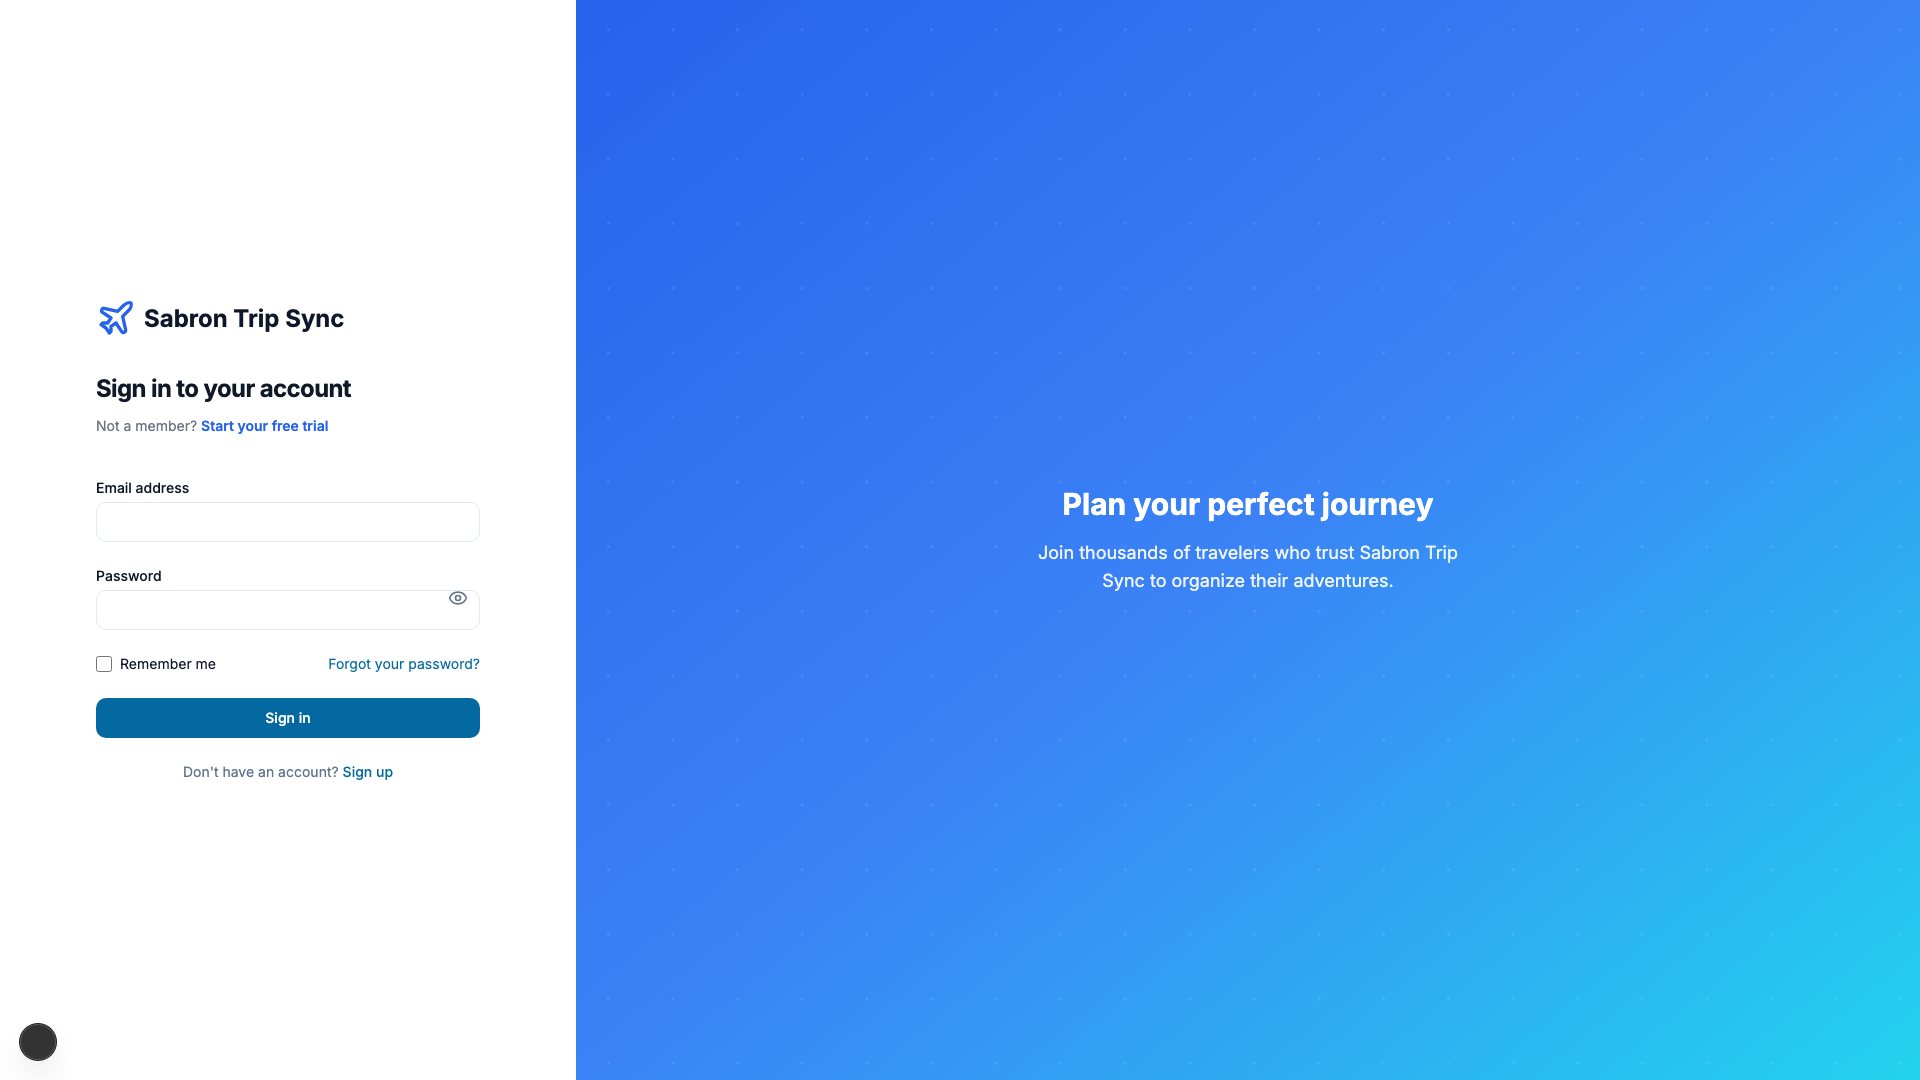 Sabron Trip Sync
Sign in to your account
Not a member? Start your free trial
Email address
Password
Remember me
Forgot your password?
Sign in
Don't have an account? Sign up
Plan your perfect journey
Join thousands of travelers who trust Sabron Trip
Sync to organize their adventures.